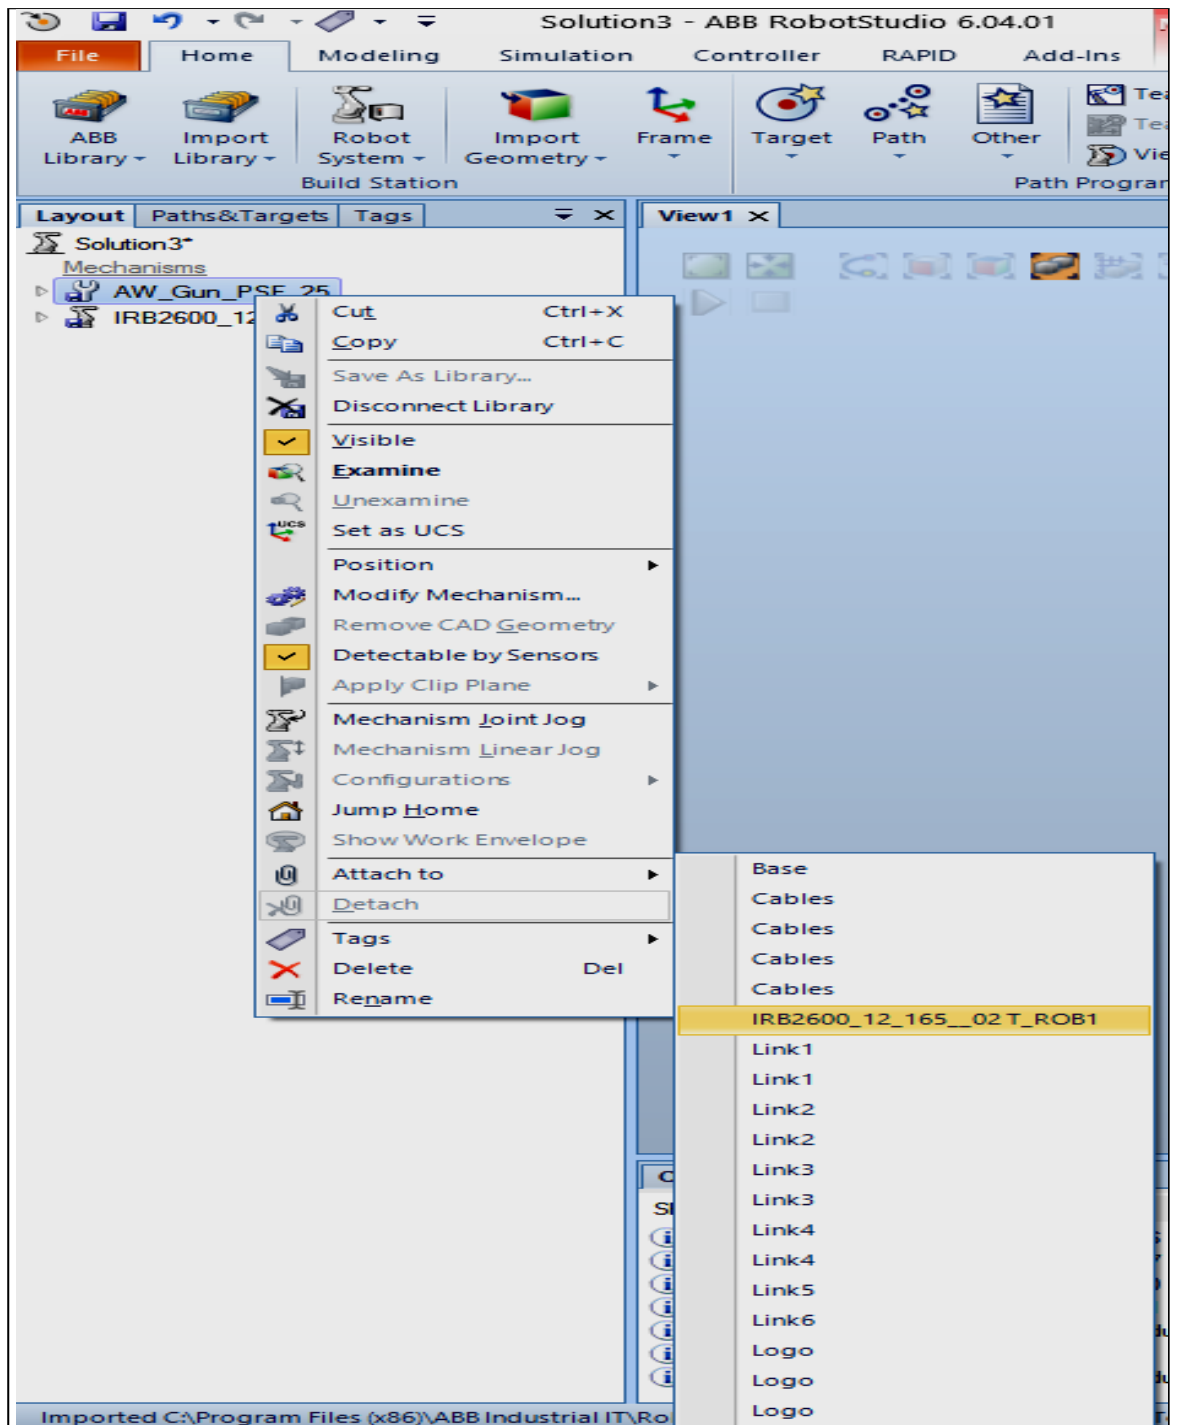 Solution3 - ABB RobotStudio 6.04.01
File Home Modeling Simulation Controller RAPID Add-Ins
ABB Library
Import Library
Robot System
Import Geometry
Frame
Target
Path
Other
Build Station
Layout Paths&Targets Tags
View1
Solution3*
Mechanisms
AW_Gun_PSF_25
IRB2600_12
Cut Ctrl+X
Copy Ctrl+C
Save As Library...
Disconnect Library
Visible
Examine
Unexamine
UCS
Set as UCS
Position
Modify Mechanism...
Remove CAD Geometry
Detectable by Sensors
Apply Clip Plane
Mechanism Joint Jog
Mechanism Linear Jog
Configurations
Jump Home
Show Work Envelope
Attach to
Detach
Tags
Delete Del
Rename
Base
Cables
Cables
Cables
Cables
IRB2600_12_165__02 T_ROB1
Link1
Link1
Link2
Link2
Link3
Link3
Link4
Link4
Link5
Link6
Logo
Logo
Logo
Imported C:\Program Files (x86)\ABB Industrial IT\Ro